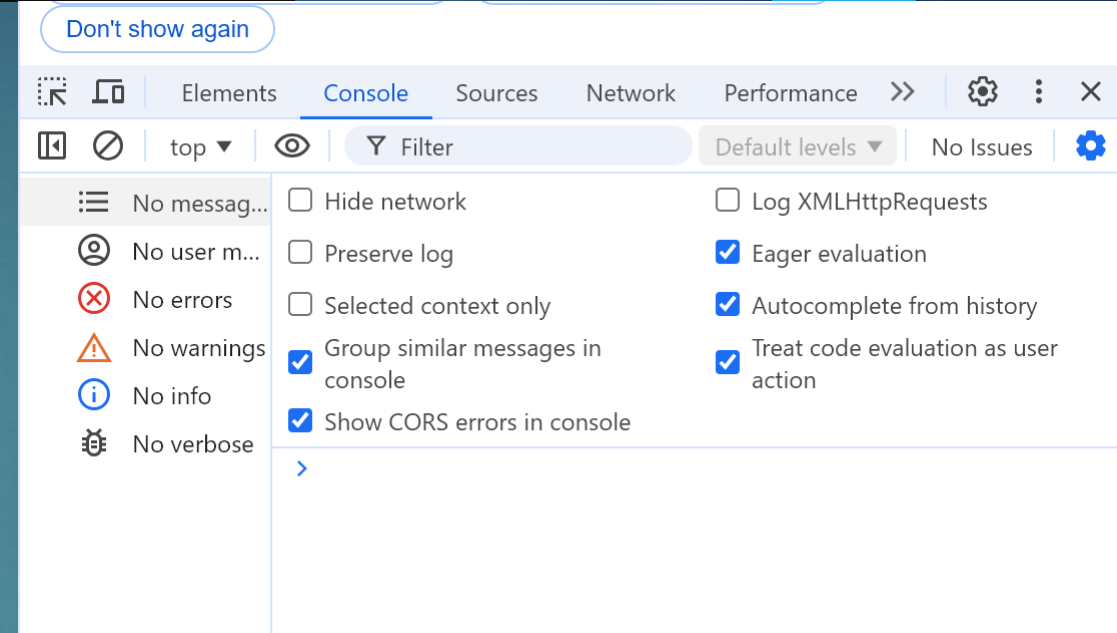 Don't show again
Elements Console Sources Network Performance
top Filter Default levels No Issues
No messag...
No user m...
No errors
No warnings
No info
No verbose
Hide network
Log XMLHttpRequests
Preserve log
Eager evaluation
Selected context only
Autocomplete from history
Group similar messages in
console
Treat code evaluation as user
action
Show CORS errors in console